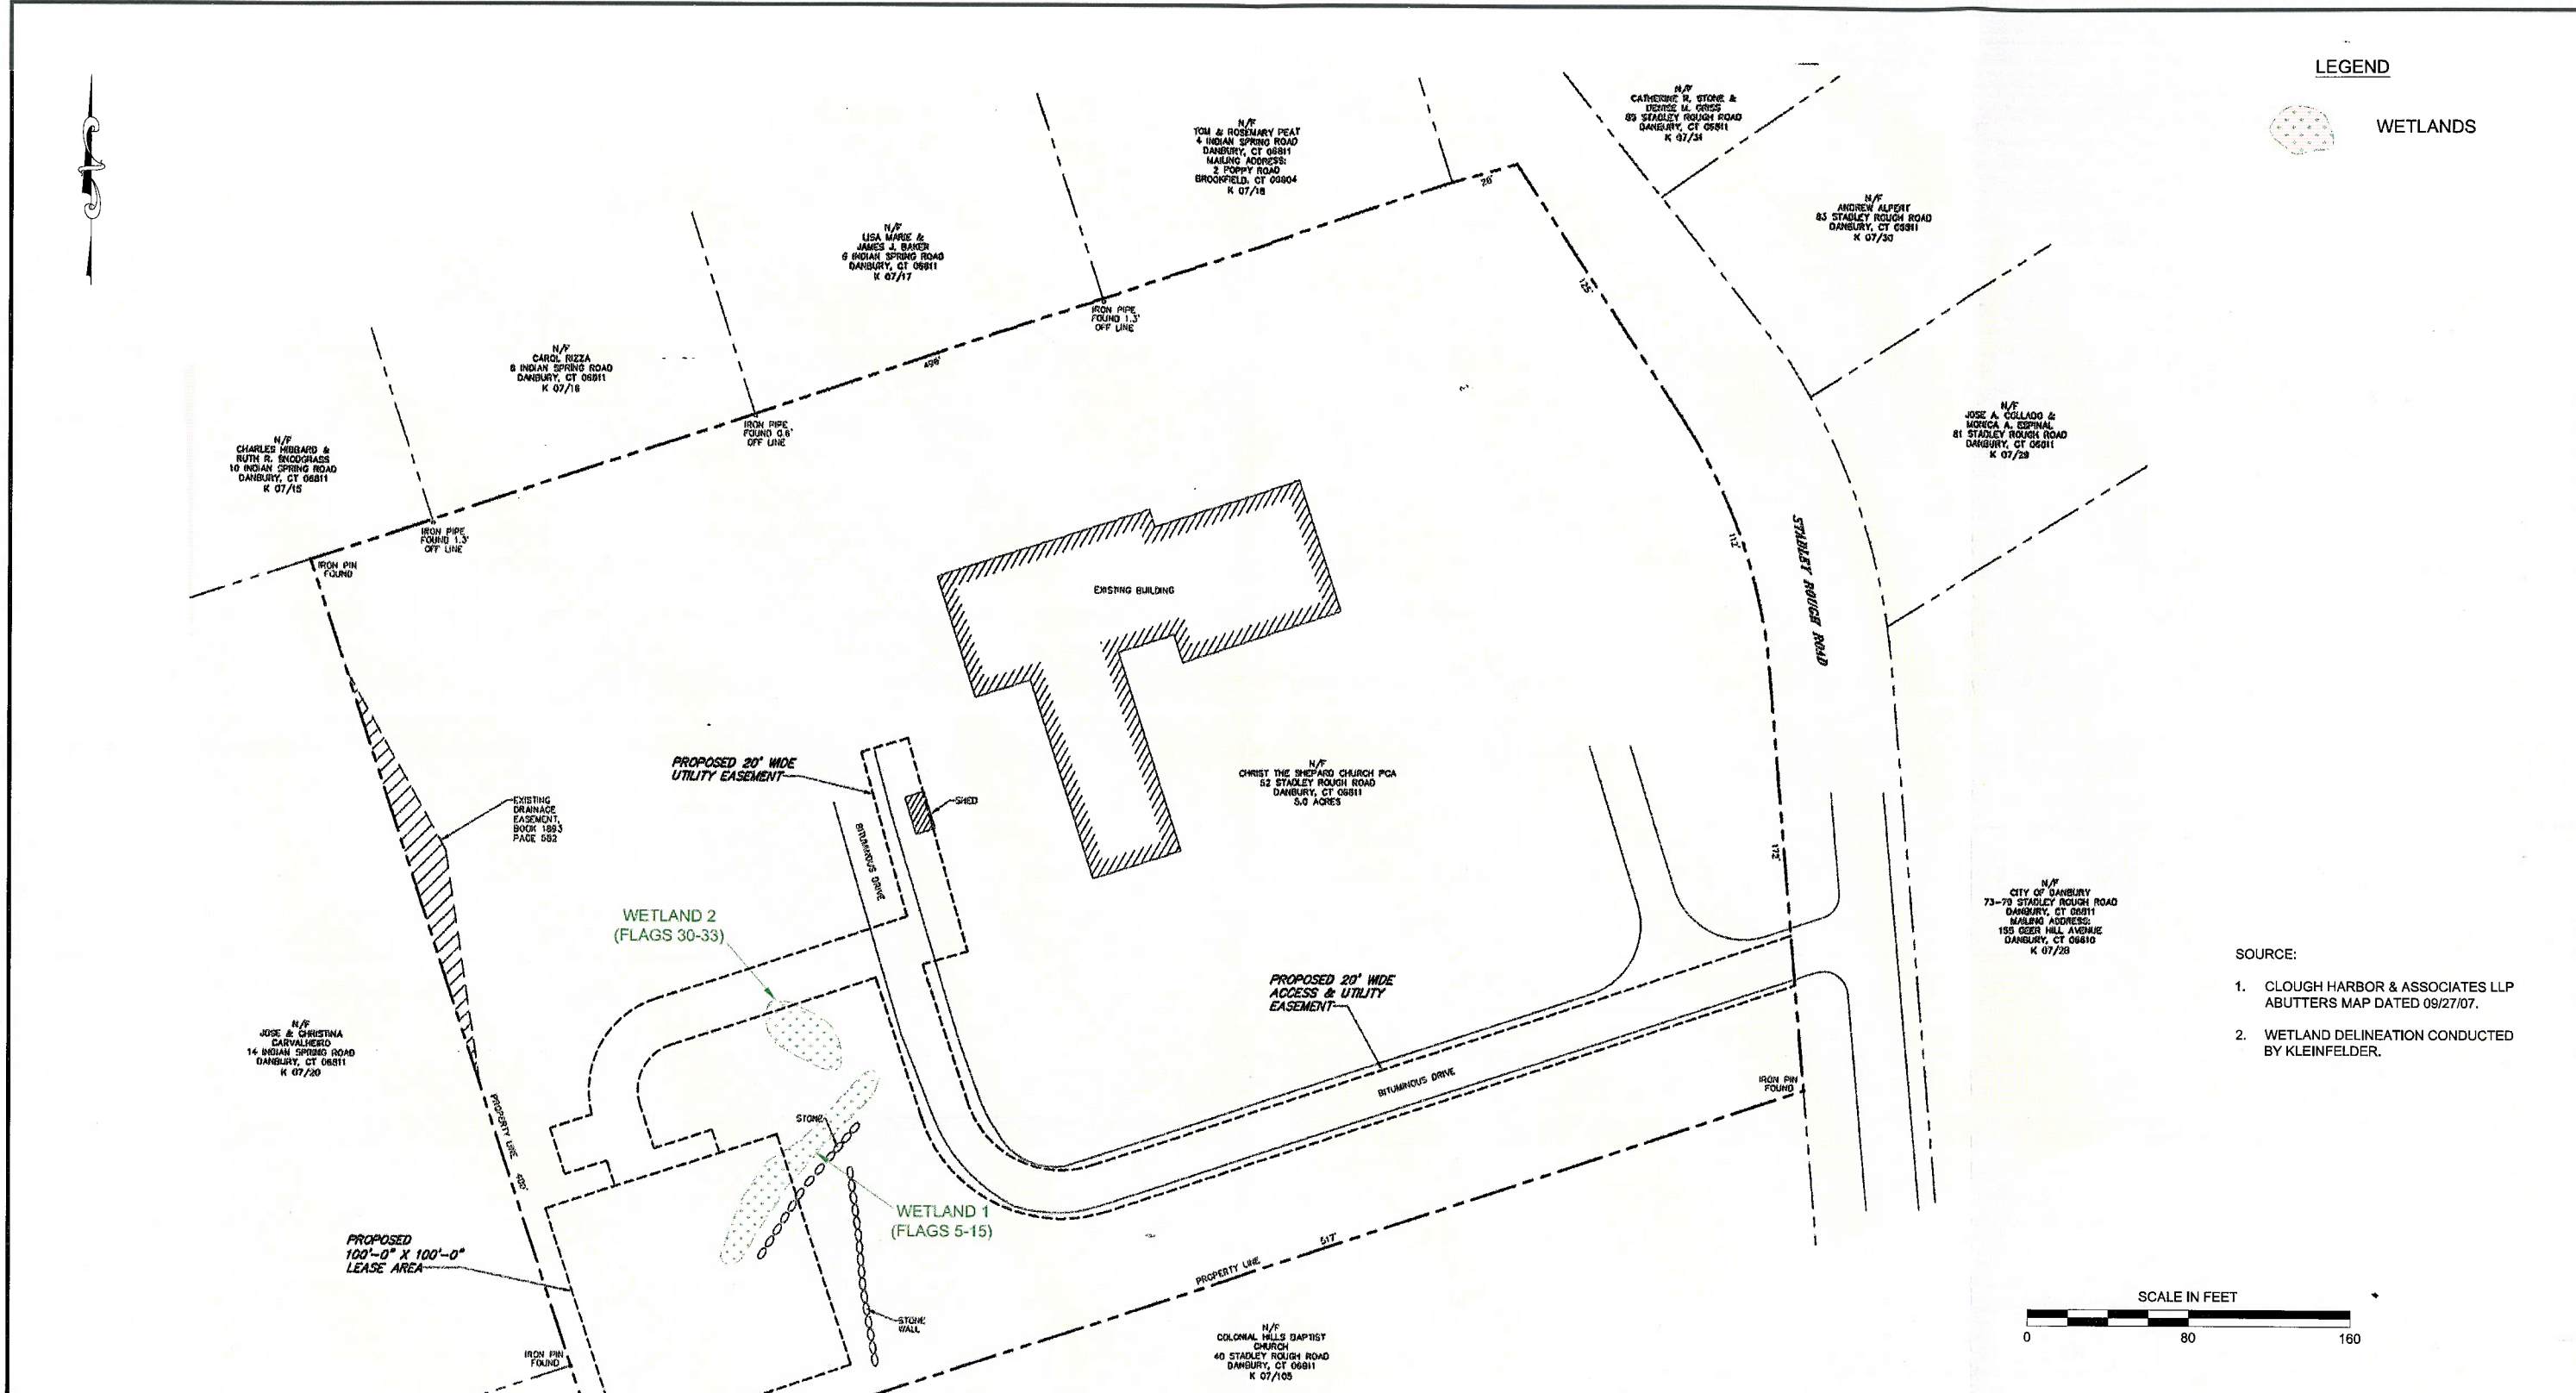 LEGEND
WETLANDS
N/F
CATHERINE R. STONE &
DENISE M. GRISS
89 STADLEY ROUGH ROAD
DANBURY, CT 06811
K 07/31
N/F
TOM & ROSEMARY PEAT
4 INDIAN SPRING ROAD
DANBURY, CT 06811
MAILING ADDRESS:
2 POPPY ROAD
BROOKFIELD, CT 06804
K 07/18
26'
N/F
ANDREW ALPERT
83 STADLEY ROUGH ROAD
DANBURY, CT 06811
K 07/30
N/F
LISA MARIE &
JAMES J. BAKER
6 INDIAN SPRING ROAD
DANBURY, CT 06811
K 07/17
125'
IRON PIPE
FOUND 1.3'
OFF LINE
N/F
CAROL RIZZA
8 INDIAN SPRING ROAD
DANBURY, CT 06811
K 07/16
498'
N/F
JOSE A. COLLADO &
MONICA A. ESPINAL
81 STADLEY ROUGH ROAD
DANBURY, CT 06811
K 07/29
IRON PIPE
FOUND 0.6'
OFF LINE
N/F
CHARLES HIBBARD &
RUTH R. SNODGRASS
10 INDIAN SPRING ROAD
DANBURY, CT 06811
K 07/15
IRON PIPE
FOUND 1.3'
OFF LINE
IRON PIN
FOUND
112'
STADLEY ROUGH ROAD
EXISTING BUILDING
PROPOSED 20' WIDE
UTILITY EASEMENT
N/F
CHRIST THE SHEPARD CHURCH PCA
52 STADLEY ROUGH ROAD
DANBURY, CT 06811
5.0 ACRES
SHED
EXISTING
DRAINAGE
EASEMENT,
BOOK 1893
PAGE 582
BITUMINOUS DRIVE
172'
WETLAND 2
(FLAGS 30-33)
N/F
CITY OF DANBURY
73-79 STADLEY ROUGH ROAD
DANBURY, CT 06811
MAILING ADDRESS:
155 DEER HILL AVENUE
DANBURY, CT 06810
K 07/28
SOURCE:
1. CLOUGH HARBOR & ASSOCIATES LLP
ABUTTERS MAP DATED 09/27/07.
2. WETLAND DELINEATION CONDUCTED
BY KLEINFELDER.
PROPOSED 20' WIDE
ACCESS & UTILITY
EASEMENT
N/F
JOSE & CHRISTINA
CARVALHEIRO
14 INDIAN SPRING ROAD
DANBURY, CT 06811
K 07/20
BITUMINOUS DRIVE
IRON PIN
FOUND
PROPERTY LINE 400'
STONE
WETLAND 1
(FLAGS 5-15)
PROPOSED
100'-0" X 100'-0"
LEASE AREA
PROPERTY LINE
517'
STONE
WALL
IRON PIN
FOUND
N/F
COLONIAL HILLS BAPTIST
CHURCH
40 STADLEY ROUGH ROAD
DANBURY, CT 06811
K 07/105
SCALE IN FEET
0 80 160